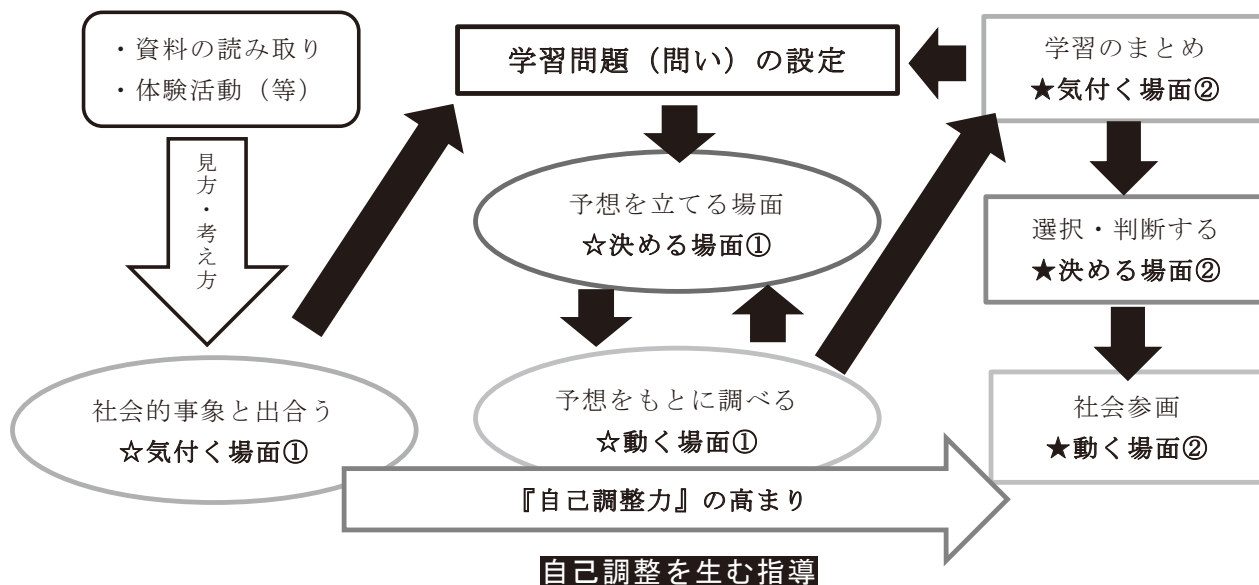 ・資料の読み取り
・体験活動（等）
見方・考え方
社会的事象と出合う
☆気付く場面①
学習問題（問い）の設定
予想を立てる場面
☆決める場面①
予想をもとに調べる
☆動く場面①
学習のまとめ
★気付く場面②
選択・判断する
★決める場面②
社会参画
★動く場面②
『自己調整力』の高まり
自己調整を生む指導